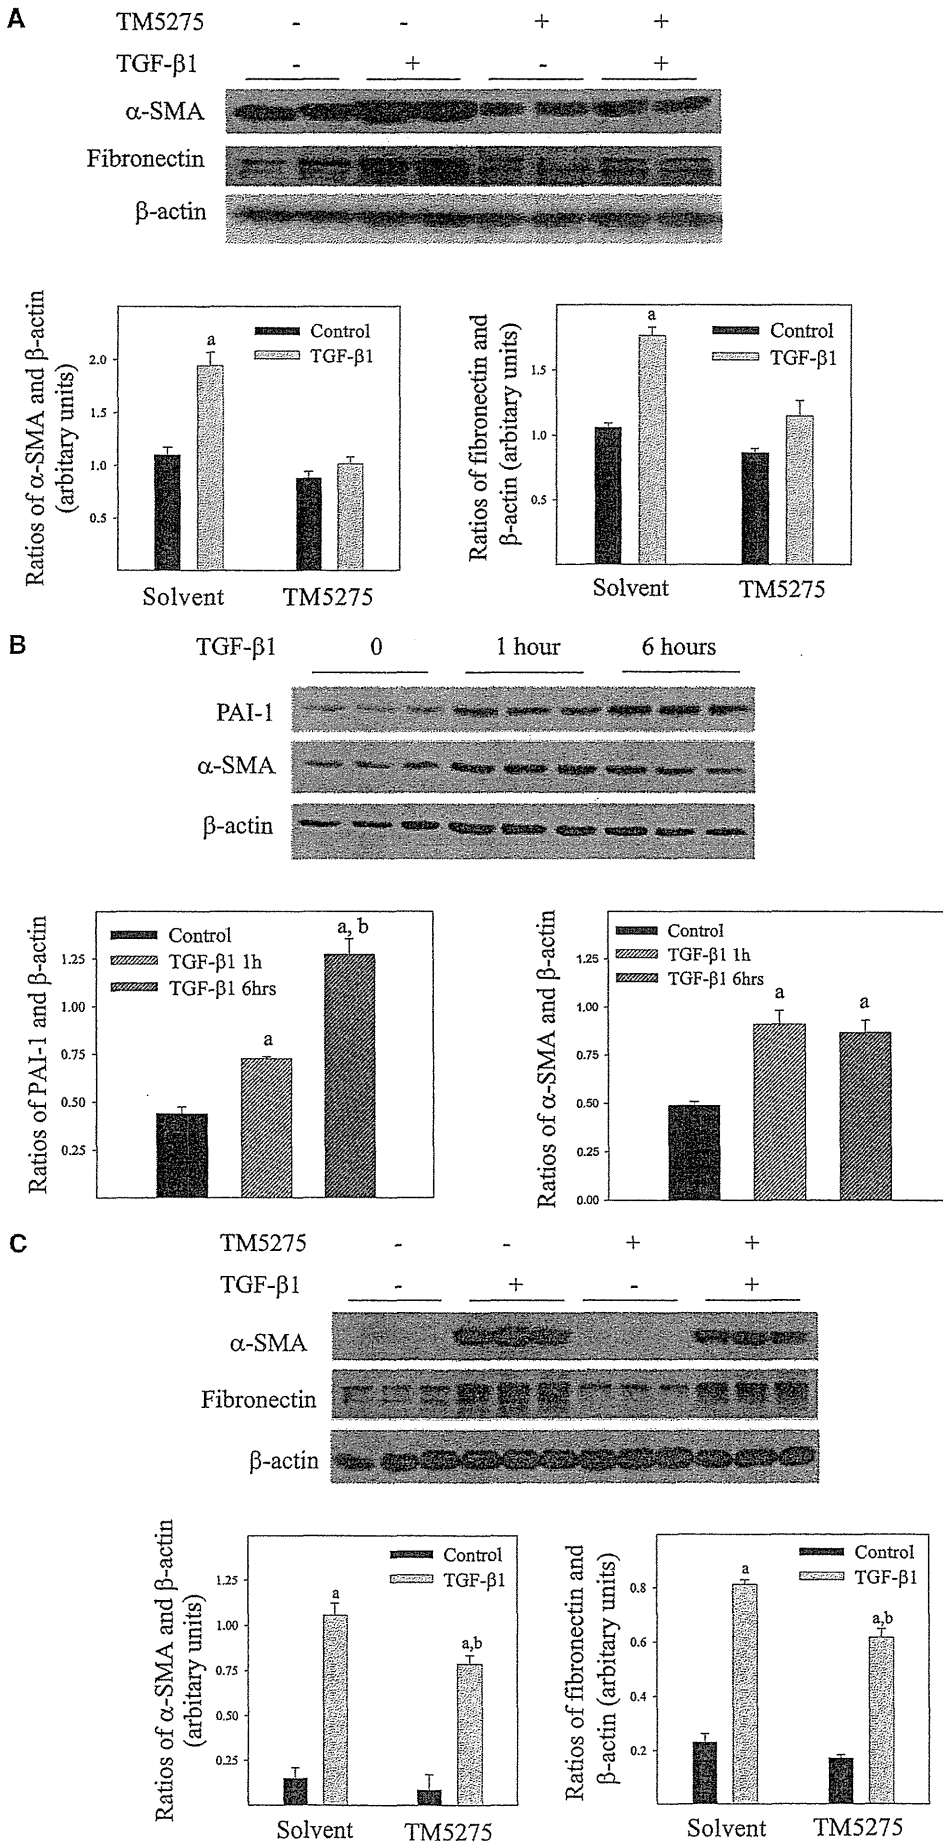 A
TM5275 - - + +
TGF-β1 - + - +
α-SMA
Fibronectin
β-actin
Ratios of α-SMA and β-actin
(arbitary units)
2.0
1.5
1.0
0.5
a
Control
TGF-β1
Solvent TM5275
Ratios of fibronectin and
β-actin (arbitary units)
1.5
1.0
0.5
a
Control
TGF-β1
Solvent TM5275
B
TGF-β1 0 1 hour 6 hours
PAI-1
α-SMA
β-actin
Ratios of PAI-1 and β-actin
1.25
1.00
0.75
0.50
0.25
Control
TGF-β1 1h
TGF-β1 6hrs
a
a, b
Ratios of α-SMA and β-actin
1.25
1.00
0.75
0.50
0.25
0.00
Control
TGF-β1 1h
TGF-β1 6hrs
a
a
C
TM5275 - - + +
TGF-β1 - + - +
α-SMA
Fibronectin
β-actin
Ratios of α-SMA and β-actin
(arbitary units)
1.25
1.00
0.75
0.50
0.25
Control
TGF-β1
a
a,b
Solvent TM5275
Ratios of fibronectin and
β-actin (arbitary units)
0.8
0.6
0.4
0.2
Control
TGF-β1
a
a,b
Solvent TM5275